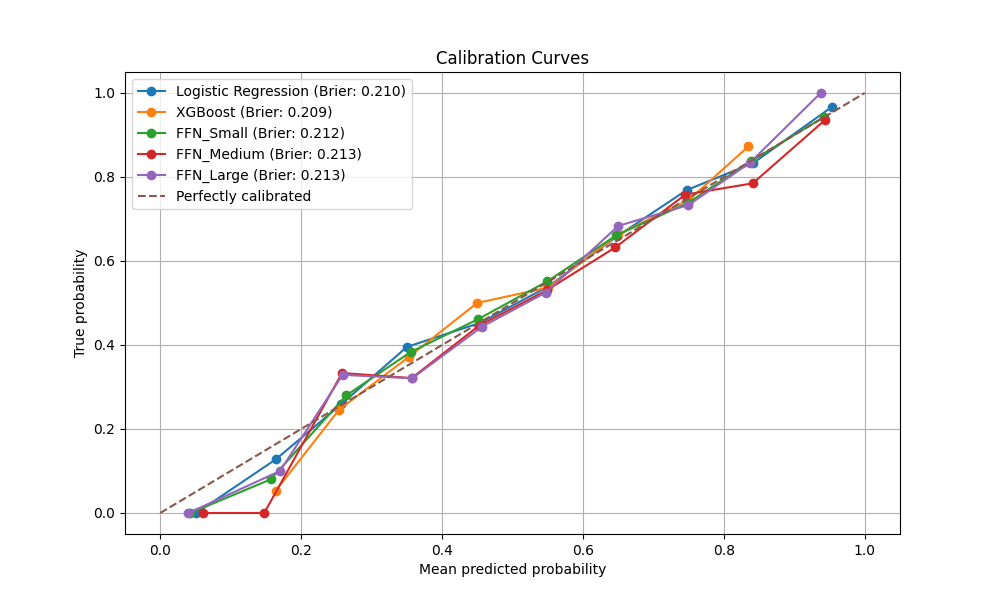 Calibration Curves
Logistic Regression (Brier: 0.210)
XGBoost (Brier: 0.209)
FFN_Small (Brier: 0.212)
FFN_Medium (Brier: 0.213)
FFN_Large (Brier: 0.213)
Perfectly calibrated
True probability
1.0
0.8
0.6
0.4
0.2
0.0
0.0 0.2 0.4 0.6 0.8 1.0
Mean predicted probability